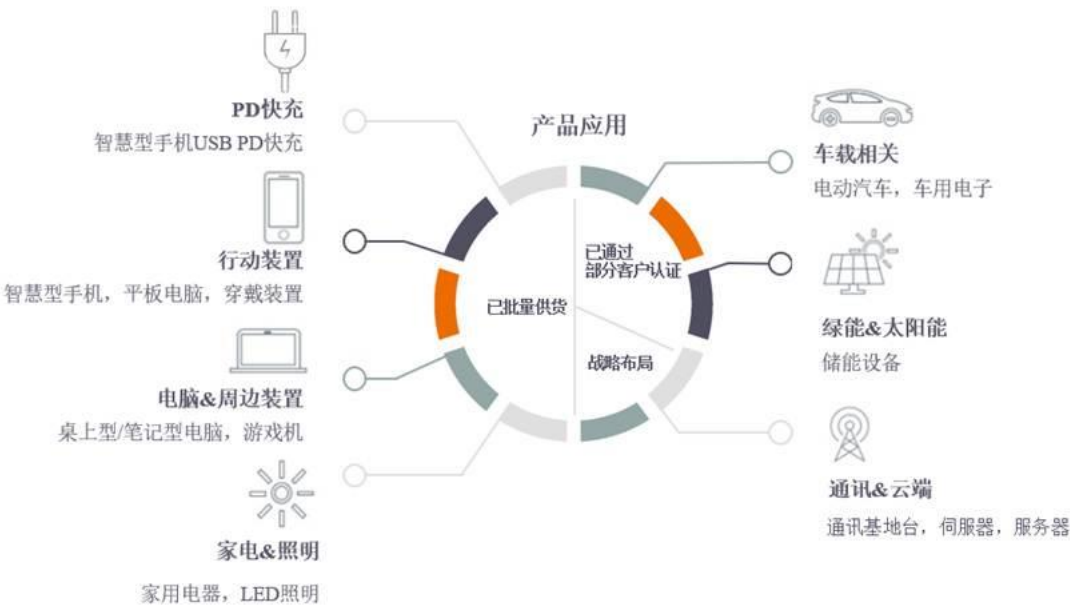 产品应用
PD快充
智慧型手机USB PD快充
行动装置
智慧型手机，平板电脑，穿戴装置
电脑&周边装置
桌上型/笔记型电脑，游戏机
家电&照明
家用电器，LED照明
已批量供货
已通过
部分客户认证
战略布局
车载相关
电动汽车，车用电子
绿能&太阳能
储能设备
通讯&云端
通讯基地台，伺服器，服务器